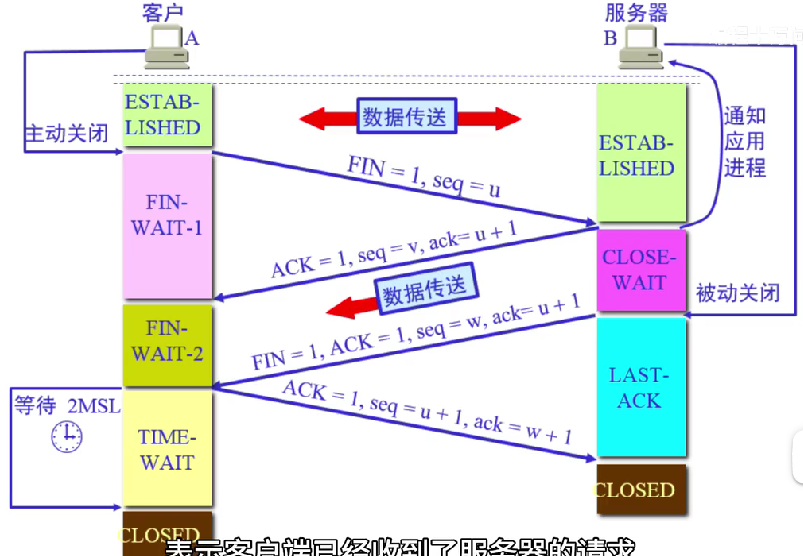 客户
服务器
A
B
ESTAB-
LISHED
数据传送
主动关闭
通知
应用
进程
ESTAB-
LISHED
FIN = 1, seq = u
FIN-
WAIT-1
ACK = 1, seq = v, ack= u + 1
CLOSE-
WAIT
数据传送
被动关闭
FIN-
WAIT-2
FIN = 1, ACK = 1, seq = w, ack= u + 1
LAST-
ACK
等待 2MSL
ACK = 1, seq = u + 1, ack = w + 1
TIME-
WAIT
CLOSED
CLOSED
表示客户端已经收到了服务器的请求